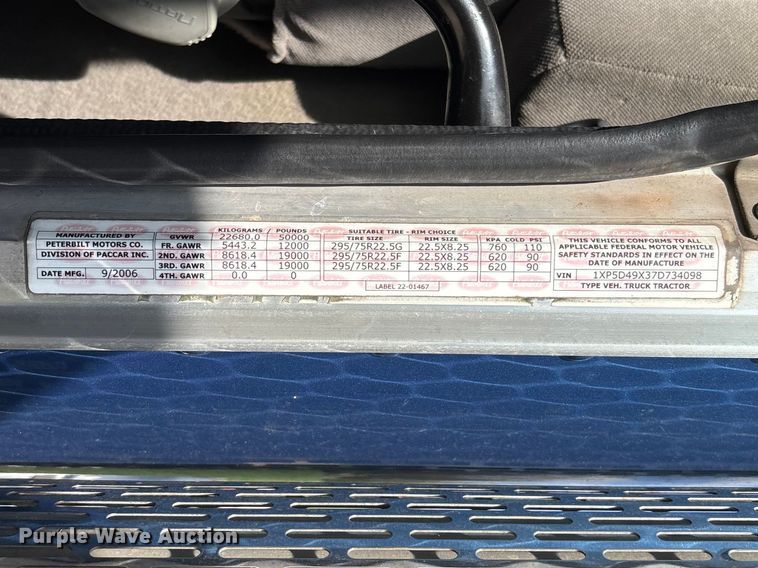 MANUFACTURED BY
PETERBILT MOTORS CO.
DIVISION OF PACCAR INC.
DATE MFG. 9/2006
KILOGRAMS / POUNDS
GVWR 22680.0 50000
FR. GAWR 5443.2 12000
2ND. GAWR 8618.4 19000
3RD. GAWR 8618.4 19000
4TH. GAWR 0.0 0
SUITABLE TIRE - RIM CHOICE
TIRE SIZE RIM SIZE KPA COLD PSI
295/75R22.5G 22.5X8.25 760 110
295/75R22.5F 22.5X8.25 620 90
295/75R22.5F 22.5X8.25 620 90
LABEL 22-01467
THIS VEHICLE CONFORMS TO ALL
APPLICABLE FEDERAL MOTOR VEHICLE
SAFETY STANDARDS IN EFFECT ON THE
DATE OF MANUFACTURE
VIN 1XP5D49X37D734098
TYPE VEH. TRUCK TRACTOR
Purple Wave Auction